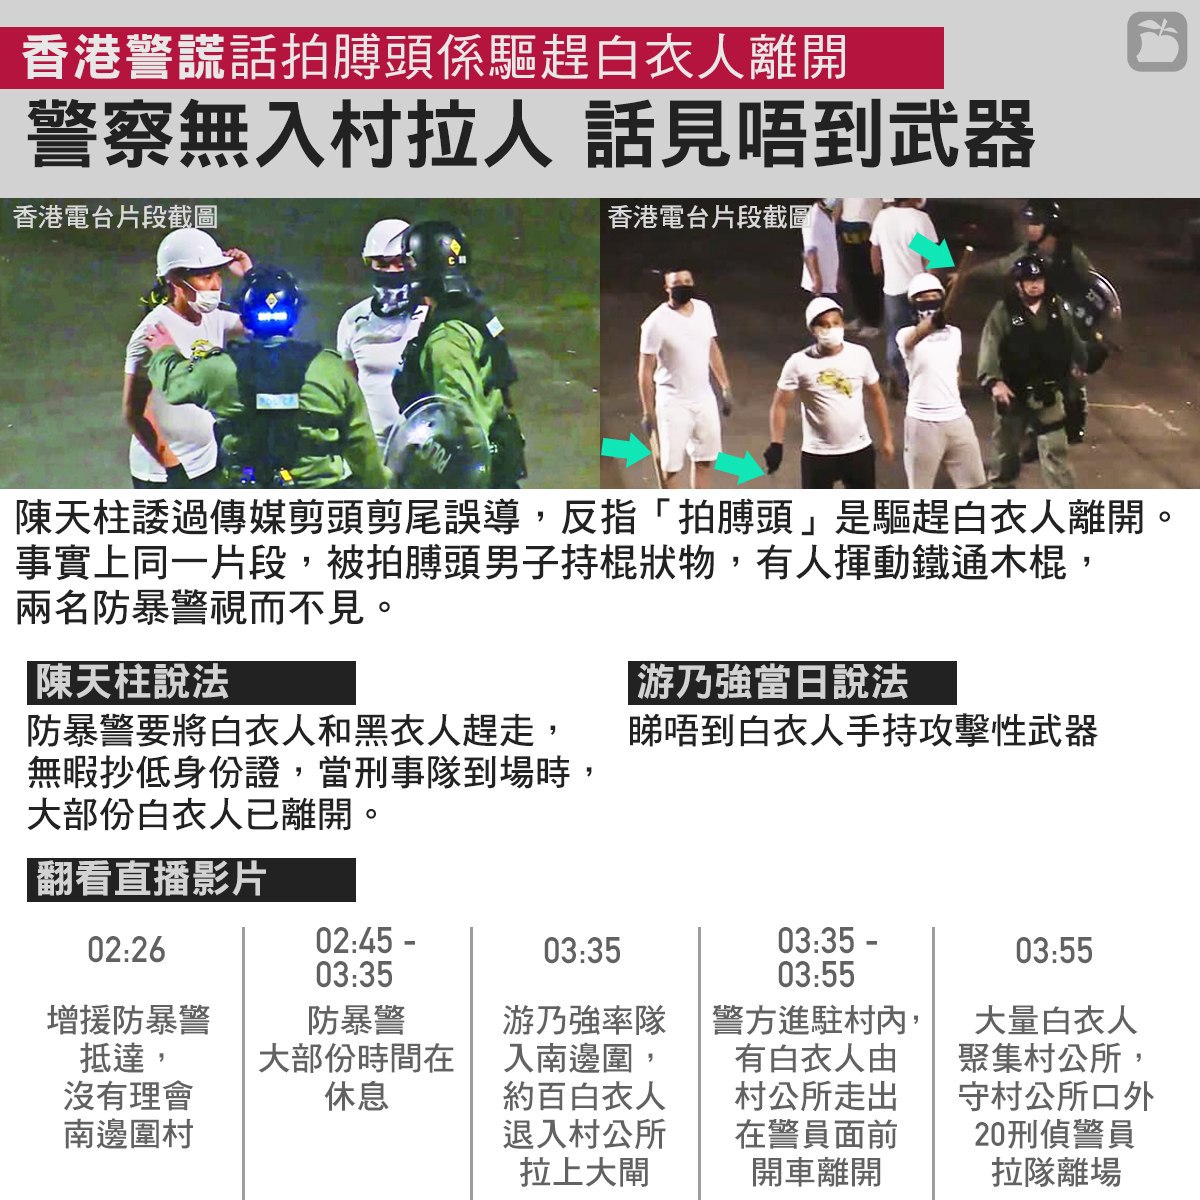 香港警謊話拍膊頭係驅趕白衣人離開
警察無入村拉人 話見唔到武器
香港電台片段截圖
香港電台片段截圖
POLICE
陳天柱諉過傳媒剪頭剪尾誤導，反指「拍膊頭」是驅趕白衣人離開。
事實上同一片段，被拍膊頭男子持棍狀物，有人揮動鐵通木棍，
兩名防暴警視而不見。
陳天柱說法
防暴警要將白衣人和黑衣人趕走，
無暇抄低身份證，當刑事隊到場時，
大部份白衣人已離開。
游乃強當日說法
睇唔到白衣人手持攻擊性武器
翻看直播影片
02:26
增援防暴警
抵達，
沒有理會
南邊圍村
02:45 -
03:35
防暴警
大部份時間在
休息
03:35
游乃強率隊
入南邊圍，
約百白衣人
退入村公所
拉上大閘
03:35 -
03:55
警方進駐村內，
有白衣人由
村公所走出
在警員面前
開車離開
03:55
大量白衣人
聚集村公所，
守村公所口外
20刑偵警員
拉隊離場